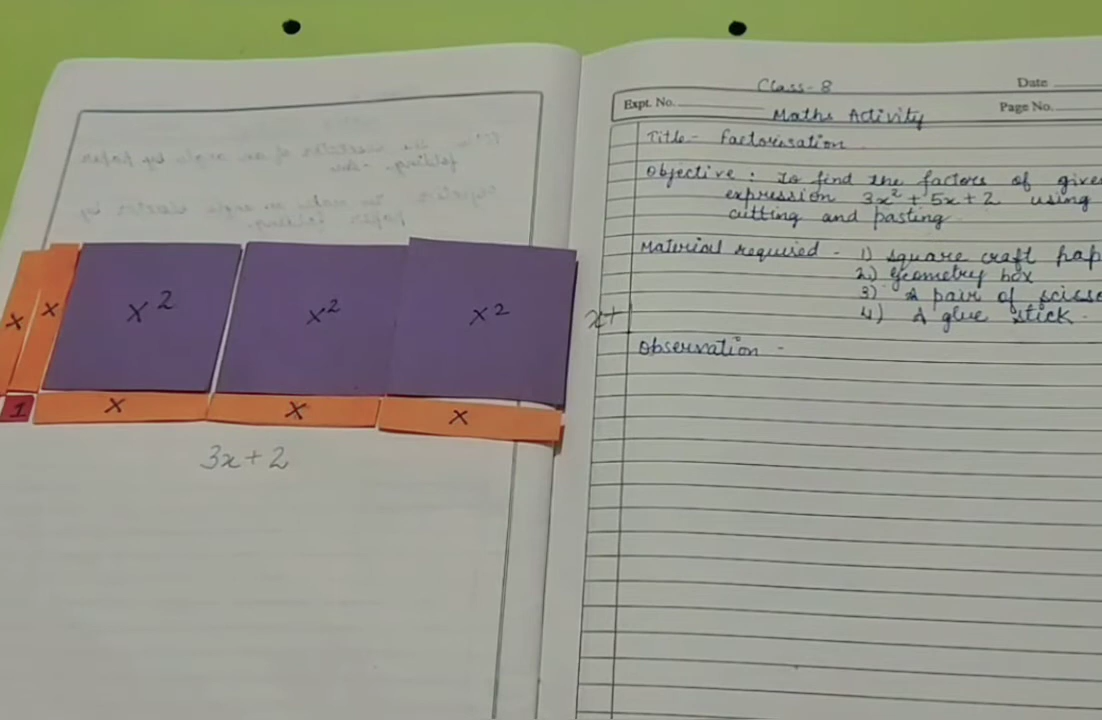 x x x² x² x²
1 x x x
3x+2
x+1
Class-8
Date
Expt. No.
Maths Activity
Page No.
Title- Factorisation
Objective: To find the factors of give
expression 3x²+5x+2 using
cutting and pasting
Material required - 1) square craft pap
2) geometry box
3) A pair of scisso
4) A glue stick.
Observation -